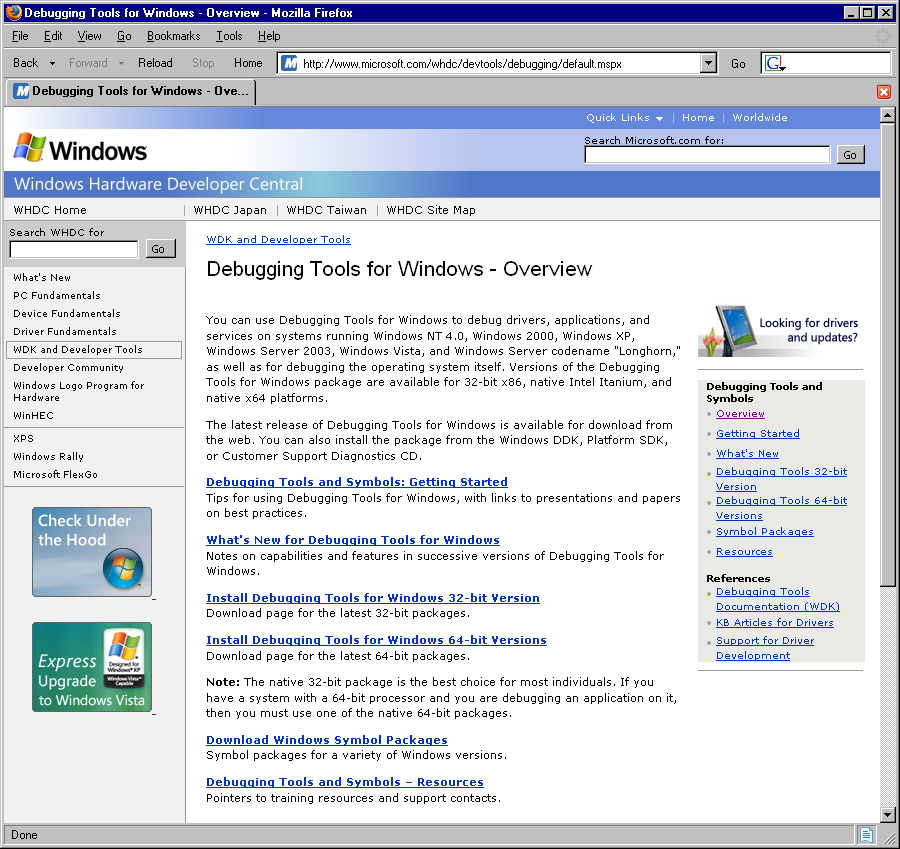 Debugging Tools for Windows - Overview - Mozilla Firefox
File Edit View Go Bookmarks Tools Help
Back Forward Reload Stop Home http://www.microsoft.com/whdc/devtools/debugging/default.mspx Go
Debugging Tools for Windows - Ove...
Quick Links | Home | Worldwide
Windows
Search Microsoft.com for:
Go
Windows Hardware Developer Central
WHDC Home | WHDC Japan | WHDC Taiwan | WHDC Site Map
Search WHDC for
Go
What's New
PC Fundamentals
Device Fundamentals
Driver Fundamentals
WDK and Developer Tools
Developer Community
Windows Logo Program for
Hardware
WinHEC
XPS
Windows Rally
Microsoft FlexGo
Check Under
the Hood
Express
Upgrade
to Windows Vista
Designed for
Windows® XP
Windows Vista™
Capable
WDK and Developer Tools
Debugging Tools for Windows - Overview
You can use Debugging Tools for Windows to debug drivers, applications, and
services on systems running Windows NT 4.0, Windows 2000, Windows XP,
Windows Server 2003, Windows Vista, and Windows Server codename "Longhorn,"
as well as for debugging the operating system itself. Versions of the Debugging
Tools for Windows package are available for 32-bit x86, native Intel Itanium, and
native x64 platforms.
The latest release of Debugging Tools for Windows is available for download from
the web. You can also install the package from the Windows DDK, Platform SDK,
or Customer Support Diagnostics CD.
Debugging Tools and Symbols: Getting Started
Tips for using Debugging Tools for Windows, with links to presentations and papers
on best practices.
What's New for Debugging Tools for Windows
Notes on capabilities and features in successive versions of Debugging Tools for
Windows.
Install Debugging Tools for Windows 32-bit Version
Download page for the latest 32-bit packages.
Install Debugging Tools for Windows 64-bit Versions
Download page for the latest 64-bit packages.
Note: The native 32-bit package is the best choice for most individuals. If you
have a system with a 64-bit processor and you are debugging an application on it,
then you must use one of the native 64-bit packages.
Download Windows Symbol Packages
Symbol packages for a variety of Windows versions.
Debugging Tools and Symbols – Resources
Pointers to training resources and support contacts.
Looking for drivers
and updates?
Debugging Tools and
Symbols
Overview
Getting Started
What's New
Debugging Tools 32-bit
Version
Debugging Tools 64-bit
Versions
Symbol Packages
Resources
References
Debugging Tools
Documentation (WDK)
KB Articles for Drivers
Support for Driver
Development
Done